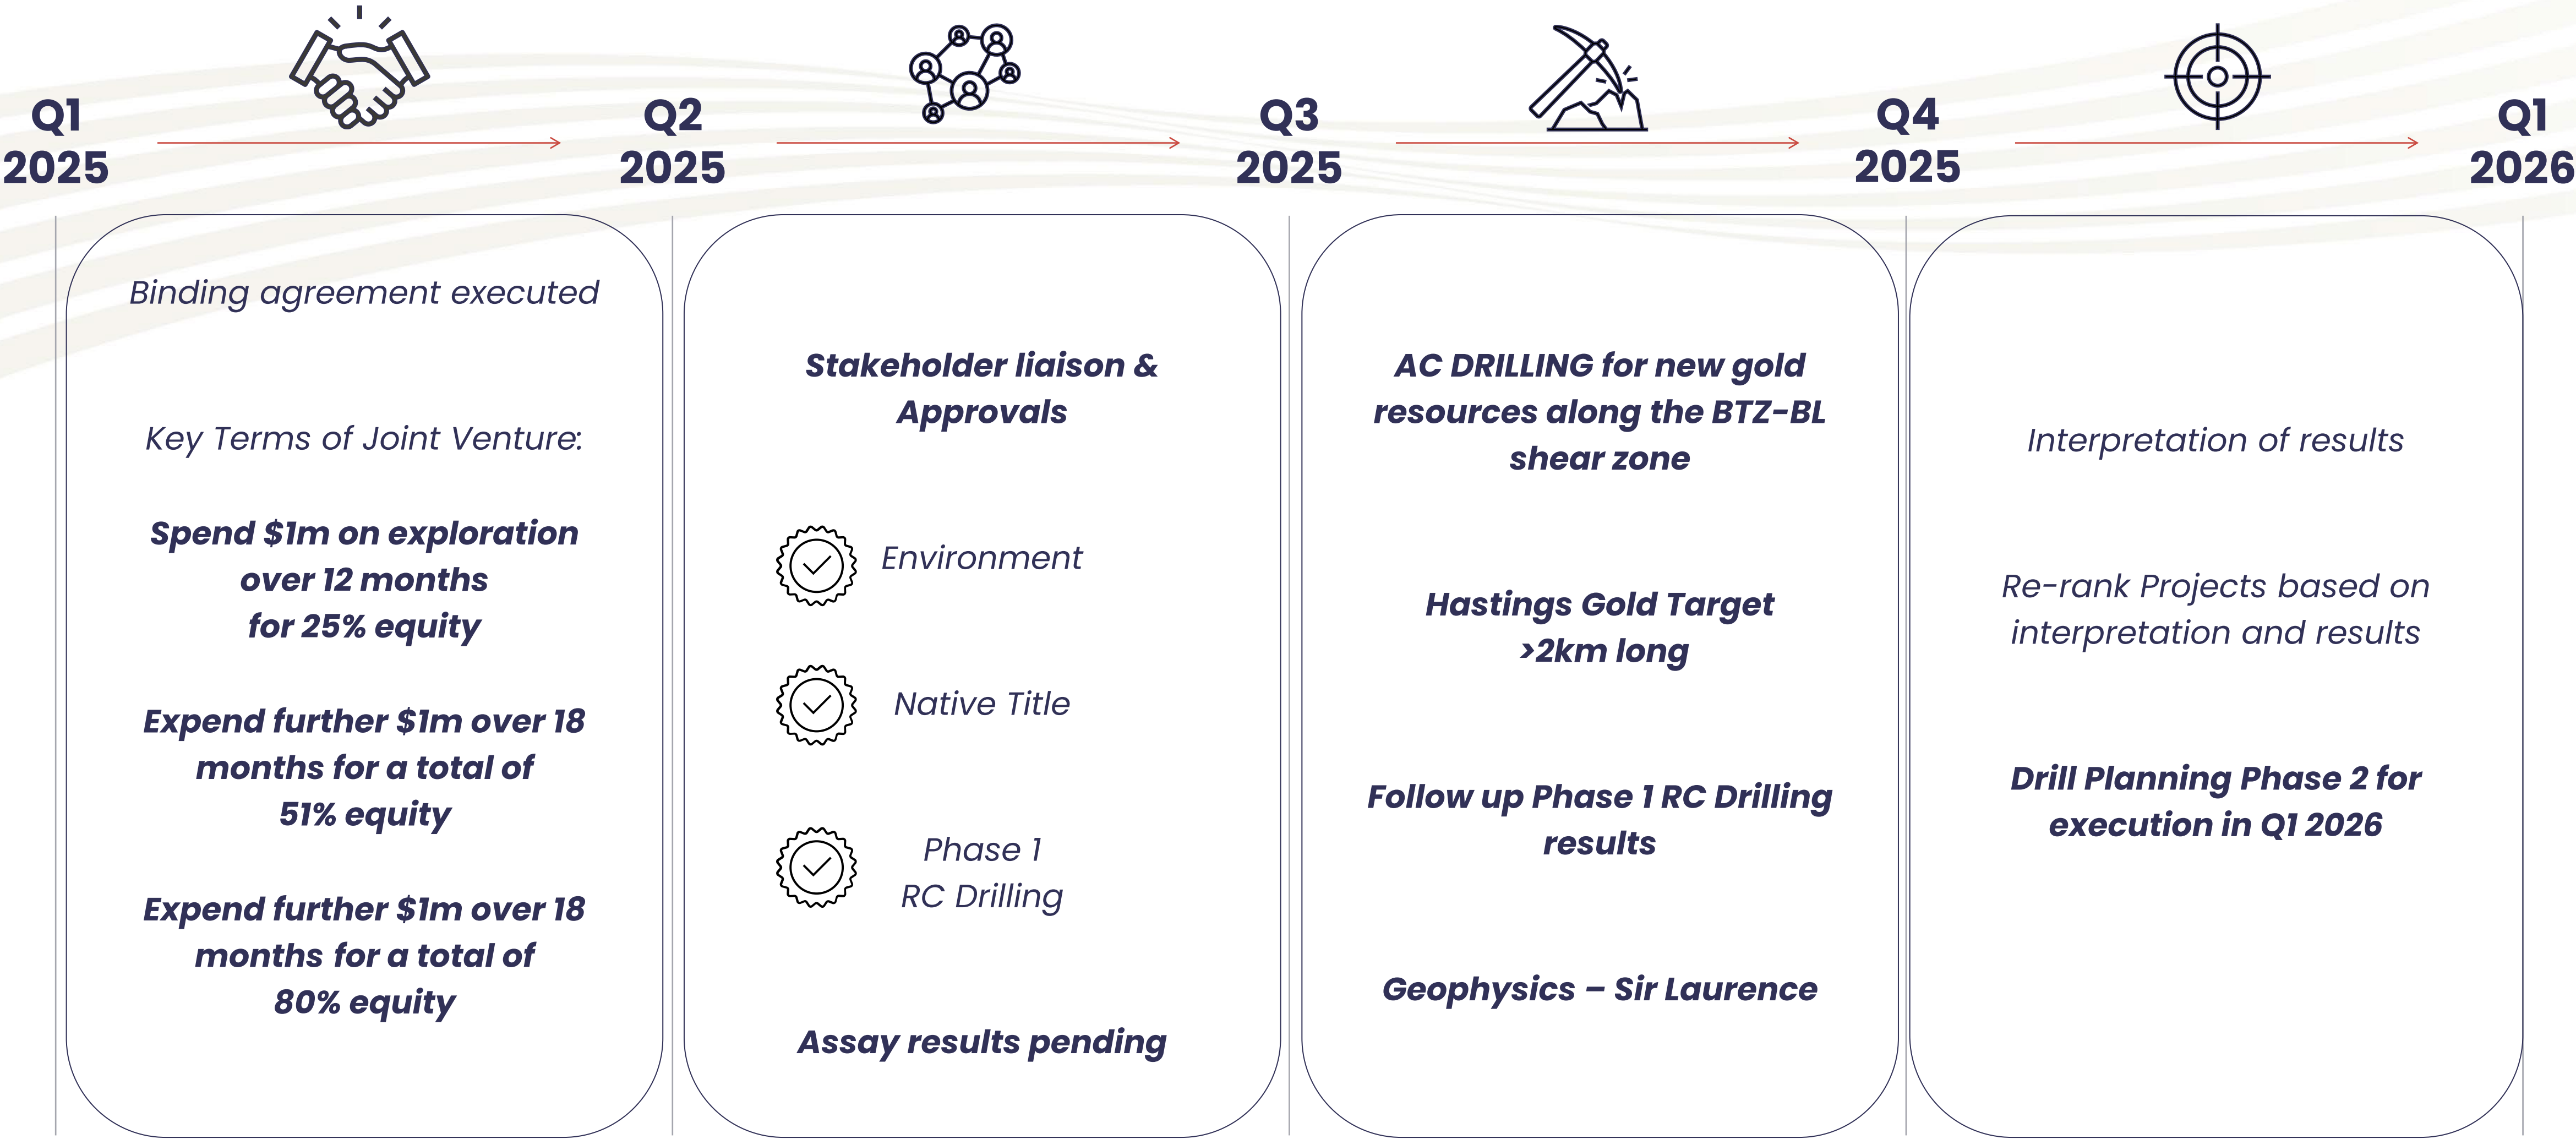 Q1
2025
Q2
2025
Q3
2025
Q4
2025
Q1
2026
Binding agreement executed
Key Terms of Joint Venture:
Spend $1m on exploration
over 12 months
for 25% equity
Expend further $1m over 18
months for a total of
51% equity
Expend further $1m over 18
months for a total of
80% equity
Stakeholder liaison &
Approvals
Environment
Native Title
Phase 1
RC Drilling
Assay results pending
AC DRILLING for new gold
resources along the BTZ-BL
shear zone
Hastings Gold Target
>2km long
Follow up Phase 1 RC Drilling
results
Geophysics – Sir Laurence
Interpretation of results
Re-rank Projects based on
interpretation and results
Drill Planning Phase 2 for
execution in Q1 2026